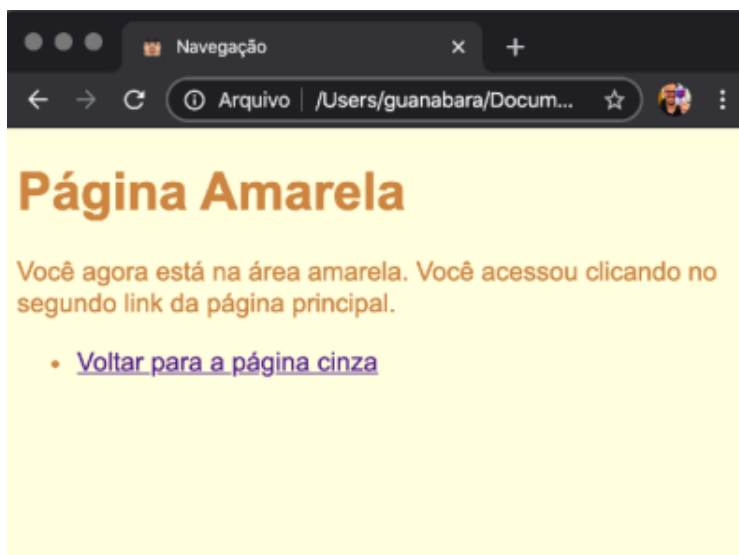 Navegação
Arquivo /Users/guanabara/Docum...
Página Amarela
Você agora está na área amarela. Você acessou clicando no
segundo link da página principal.
Voltar para a página cinza